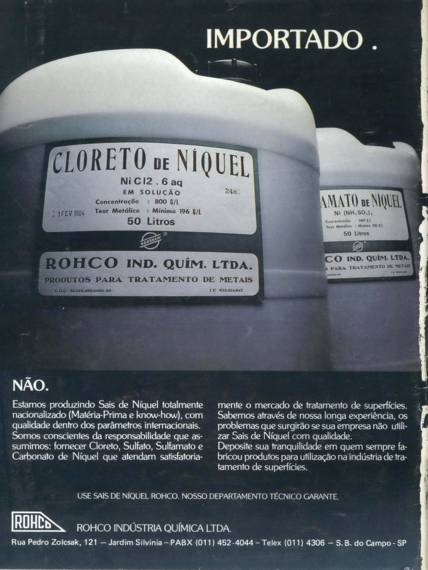 IMPORTADO .
CLORETO DE NÍQUEL
Ni Cl2 . 6 aq
EM SOLUÇÃO
Concentração : 800 g/L
Teor Metálico : Mínimo 196 g/L
50 Litros
ROHCO IND. QUÍM. LTDA.
PRODUTOS PARA TRATAMENTO DE METAIS
AMATO DE NÍQUEL
50 Litros
CO IND. QUÍM. LTDA.
PARA TRATAMENTO DE METAIS
NÃO.
Estamos produzindo Sais de Níquel totalmente
nacionalizado (Matéria-Prima e know-how), com
qualidade dentro dos parâmetros internacionais.
Somos conscientes da responsabilidade que as-
sumimos: fornecer Cloreto, Sulfato, Sulfamato e
Carbonato de Níquel que atendam satisfatoria-
mente o mercado de tratamento de superfícies.
Sabemos através de nossa longa experiência, os
problemas que surgirão se sua empresa não utili-
zar Sais de Níquel com qualidade.
Deposite sua tranquilidade em quem sempre fa-
bricou produtos para utilização na indústria de tra-
tamento de superfícies.
USE SAIS DE NÍQUEL ROHCO. NOSSO DEPARTAMENTO TÉCNICO GARANTE.
ROHCO
ROHCO INDÚSTRIA QUÍMICA LTDA.
Rua Pedro Zolcsak, 121 — Jardim Silvinia — PABX (011) 452-4044 — Telex (011) 4306 — S. B. do Campo - SP